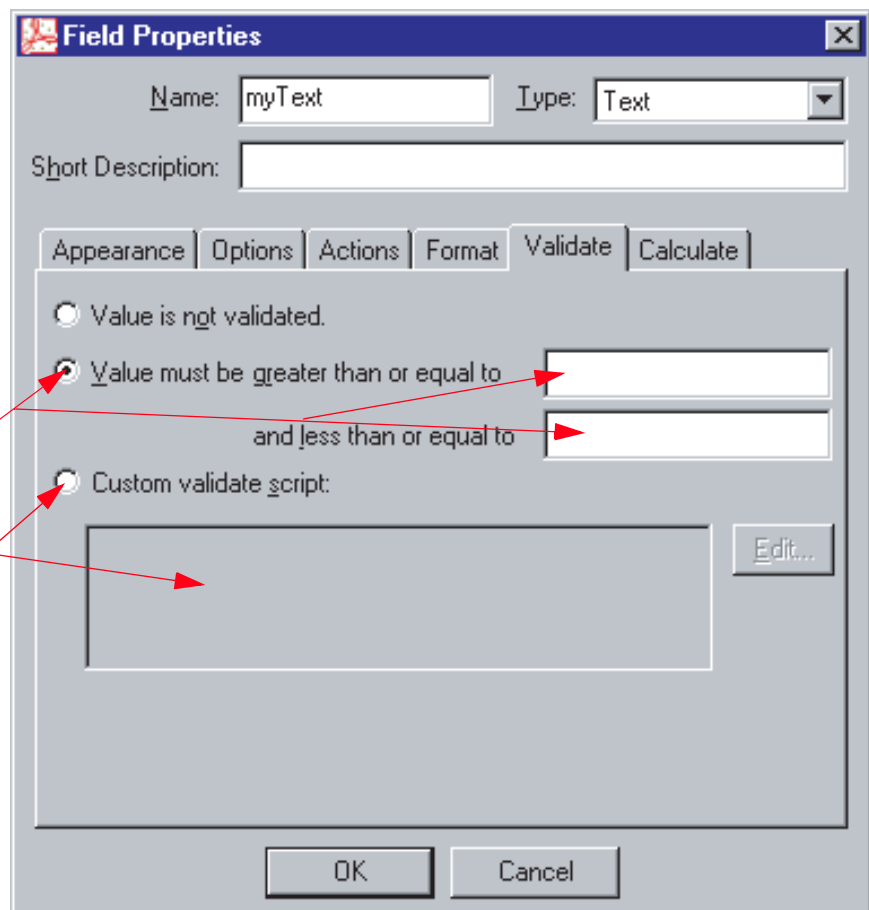 Field Properties
Name: myText Type: Text
Short Description:
Appearance Options Actions Format Validate Calculate
Value is not validated.
Value must be greater than or equal to
and less than or equal to
Custom validate script:
Edit...
OK Cancel